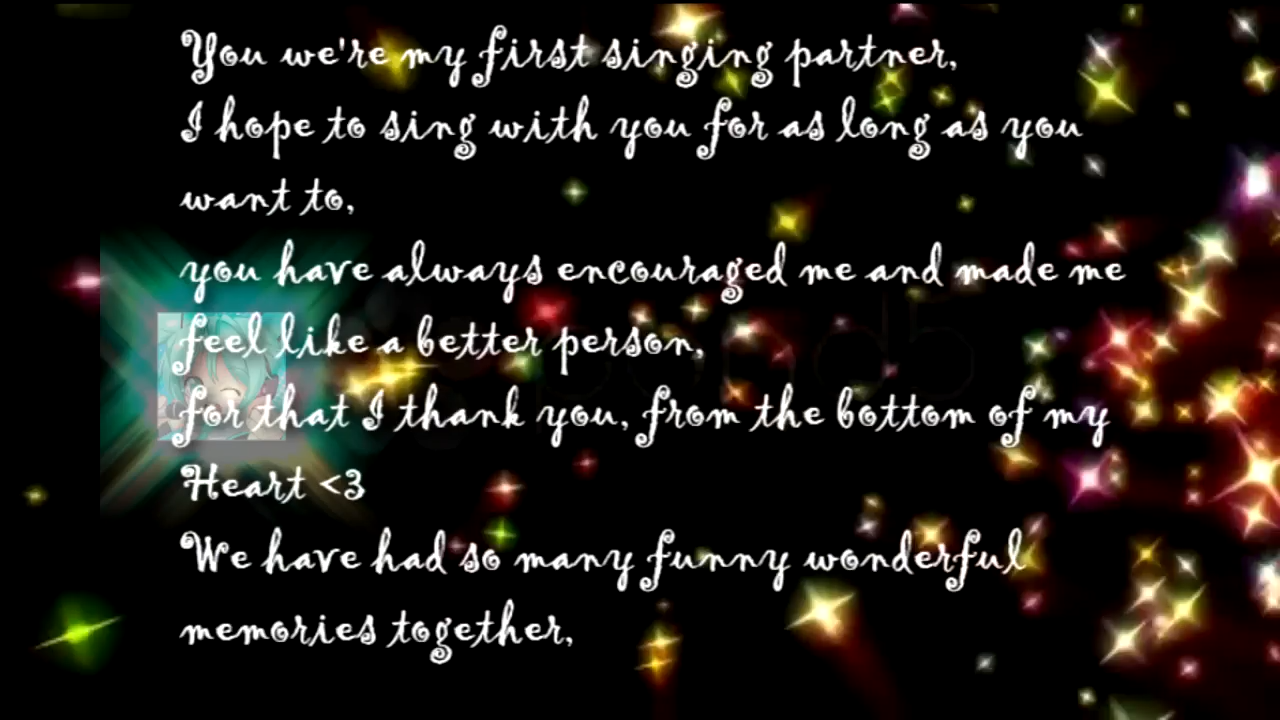 You we're my first singing partner,
I hope to sing with you for as long as you
want to,
you have always encouraged me and made me
feel like a better person,
for that I thank you, from the bottom of my
Heart <3
We have had so many funny wonderful
memories together,